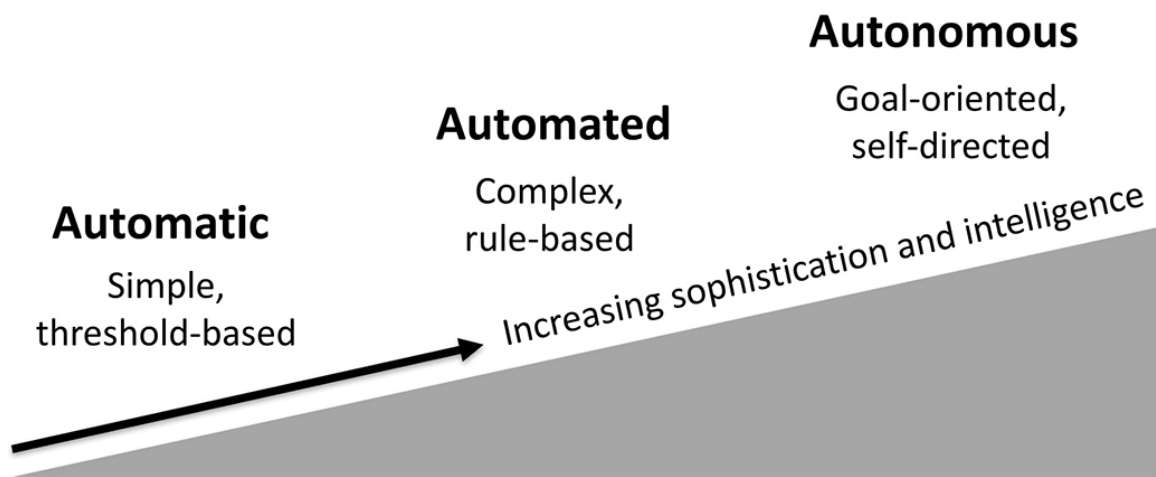 Automatic
Simple,
threshold-based
Automated
Complex,
rule-based
Autonomous
Goal-oriented,
self-directed
Increasing sophistication and intelligence